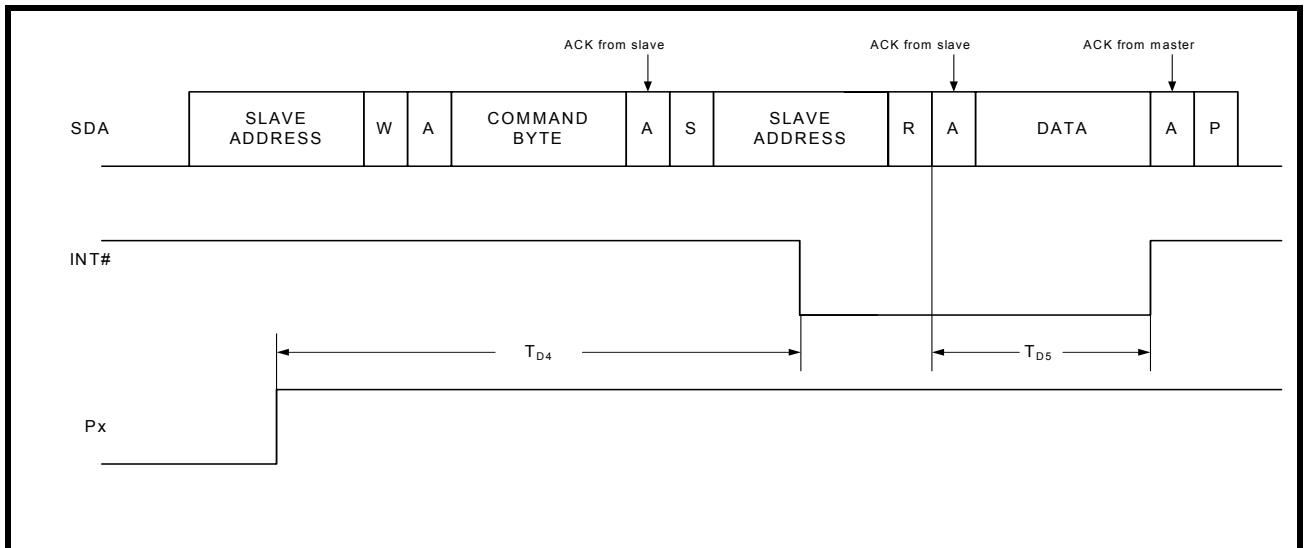 ACK from slave ACK from slave ACK from master
SDA SLAVE ADDRESS W A COMMAND BYTE A S SLAVE ADDRESS R A DATA A P
INT#
TD4 TD5
Px